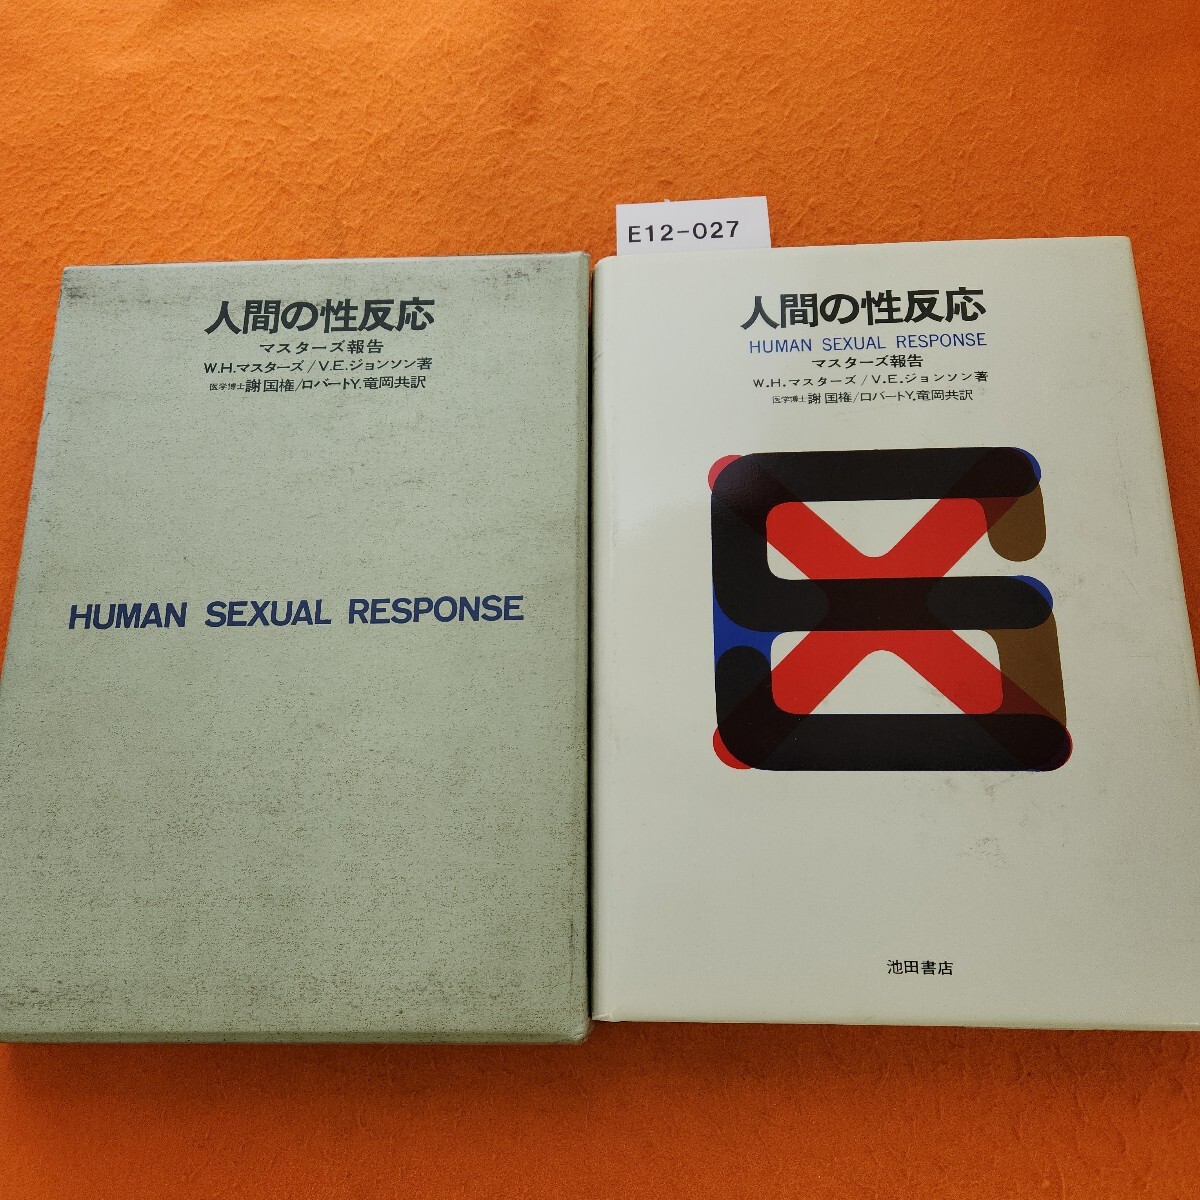 E12-027
人間の性反応
マスターズ報告
W.H.マスターズ/V.E.ジョンソン著
医学博士 謝国権/ロバートY.竜岡共訳
HUMAN SEXUAL RESPONSE
人間の性反応
HUMAN SEXUAL RESPONSE
マスターズ報告
W.H.マスターズ/V.E.ジョンソン著
医学博士 謝国権/ロバートY.竜岡共訳
池田書店